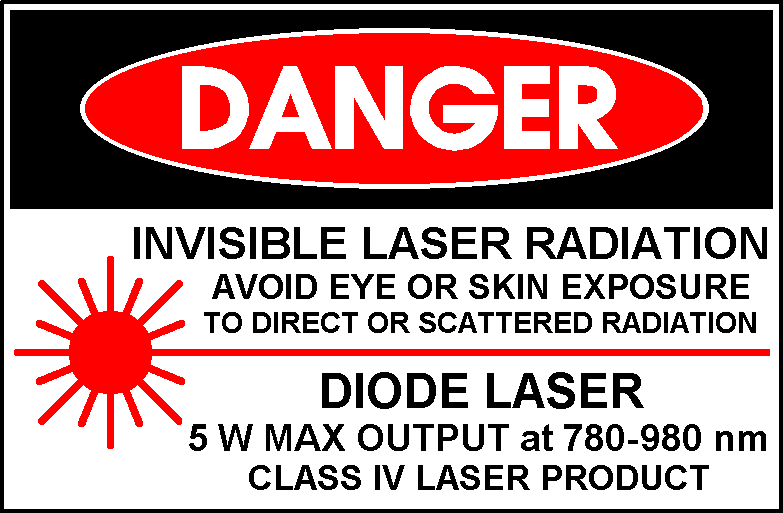 DANGER
INVISIBLE LASER RADIATION
AVOID EYE OR SKIN EXPOSURE
TO DIRECT OR SCATTERED RADIATION
DIODE LASER
5 W MAX OUTPUT at 780-980 nm
CLASS IV LASER PRODUCT